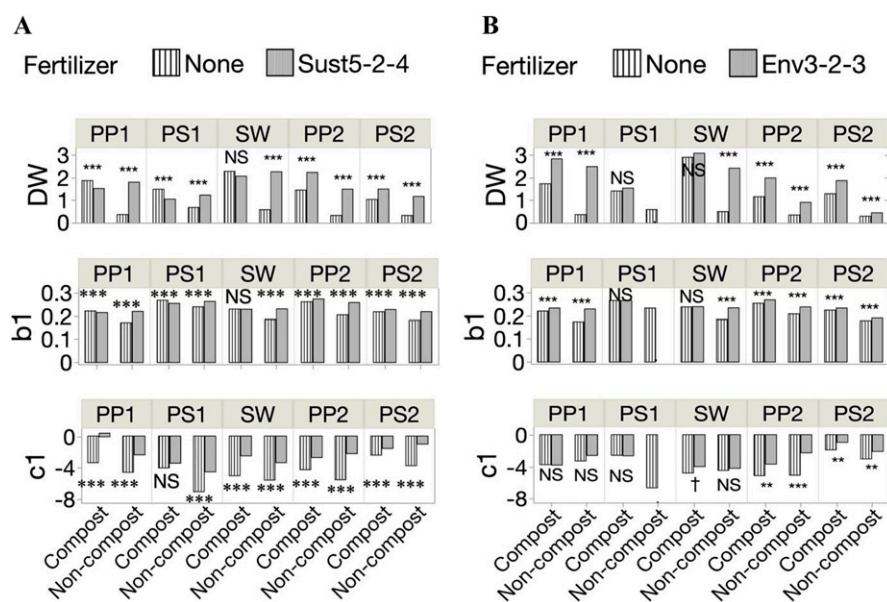 A
Fertilizer None Sust5-2-4
PP1 PS1 SW PP2 PS2
DW
3
2
1
0
*** *** *** *** NS *** *** *** *** ***
PP1 PS1 SW PP2 PS2
b1
0.3
0.2
0.1
0
*** *** *** *** NS *** *** *** *** ***
PP1 PS1 SW PP2 PS2
c1
0
-4
-8
*** *** NS *** *** *** *** *** *** ***
Compost Non-compost Compost Non-compost Compost Non-compost Compost Non-compost Compost Non-compost
B
Fertilizer None Env3-2-3
PP1 PS1 SW PP2 PS2
DW
3
2
1
0
*** *** NS NS *** *** *** *** ***
PP1 PS1 SW PP2 PS2
b1
0.3
0.2
0.1
0
*** *** NS NS *** *** *** *** ***
PP1 PS1 SW PP2 PS2
c1
0
-4
-8
NS NS NS † NS ** *** ** **
Compost Non-compost Compost Non-compost Compost Non-compost Compost Non-compost Compost Non-compost